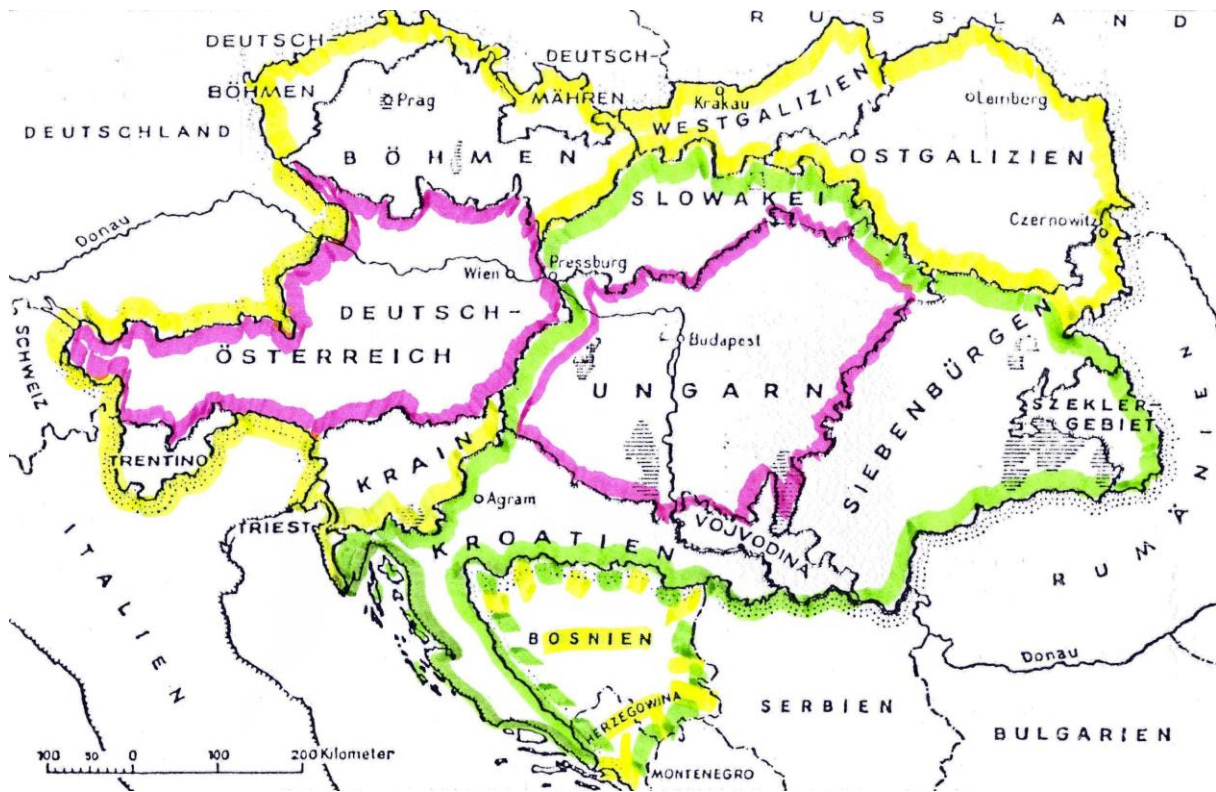 RUSSLAND
DEUTSCH-
BÖHMEN
DEUTSCH-
MÄHREN
Prag
Krakau
WESTGALIZIEN
Lemberg
DEUTSCHLAND
BÖHMEN
OSTGALIZIEN
SLOWAKEI
Czernowitz
Donau
Wien
Pressburg
DEUTSCH-
ÖSTERREICH
Budapest
SCHWEIZ
UNGARN
SIEBENBÜRGEN
SZEKLER-
GEBIET
TRENTINO
KRAIN
Agram
TRIEST
KROATIEN
VOJVODINA
ITALIEN
RUMÄNIEN
BOSNIEN
HERZEGOWINA
Donau
SERBIEN
BULGARIEN
MONTENEGRO
100 50 0 100 200 Kilometer